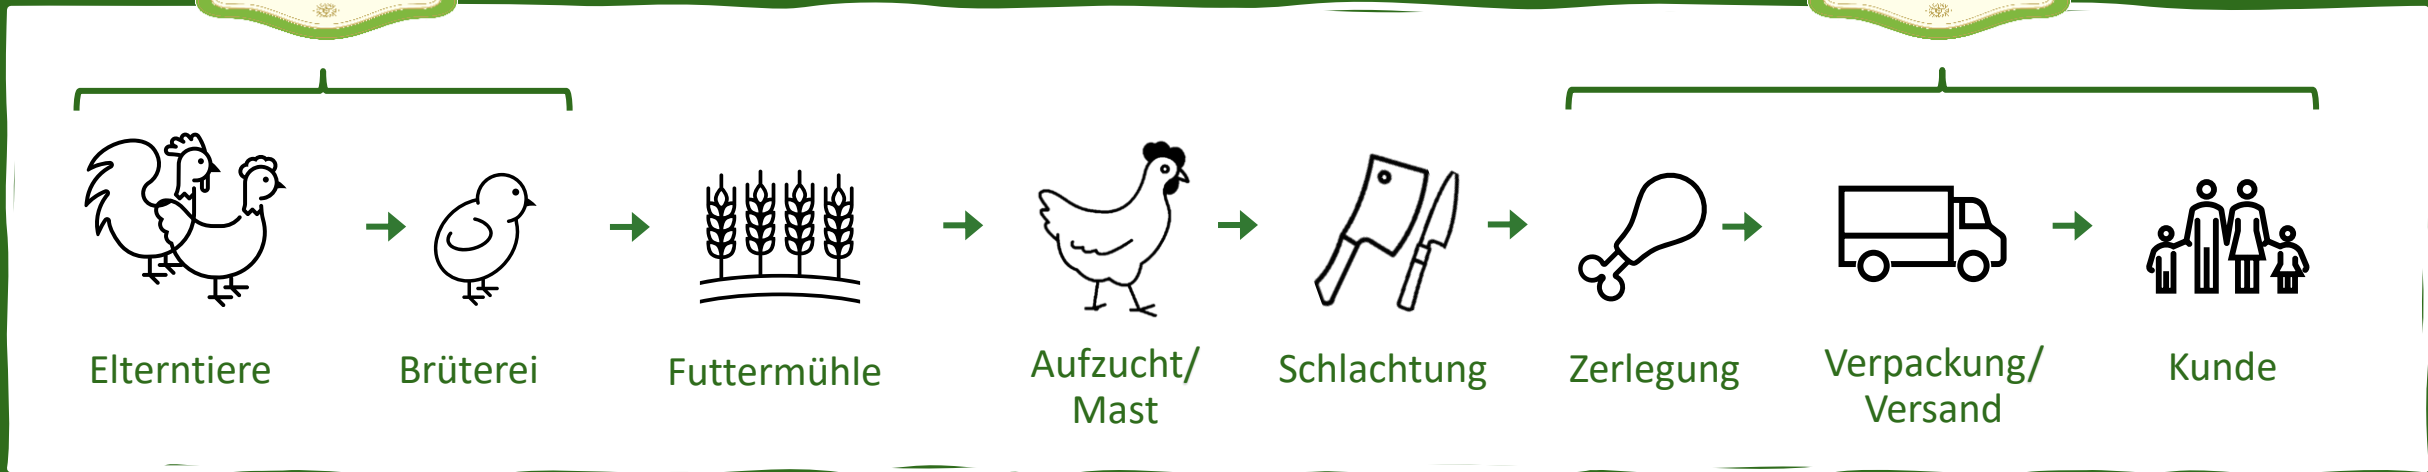 Elterntiere
Brüterei
Futtermühle
Aufzucht/
Mast
Schlachtung
Zerlegung
Verpackung/
Versand
Kunde